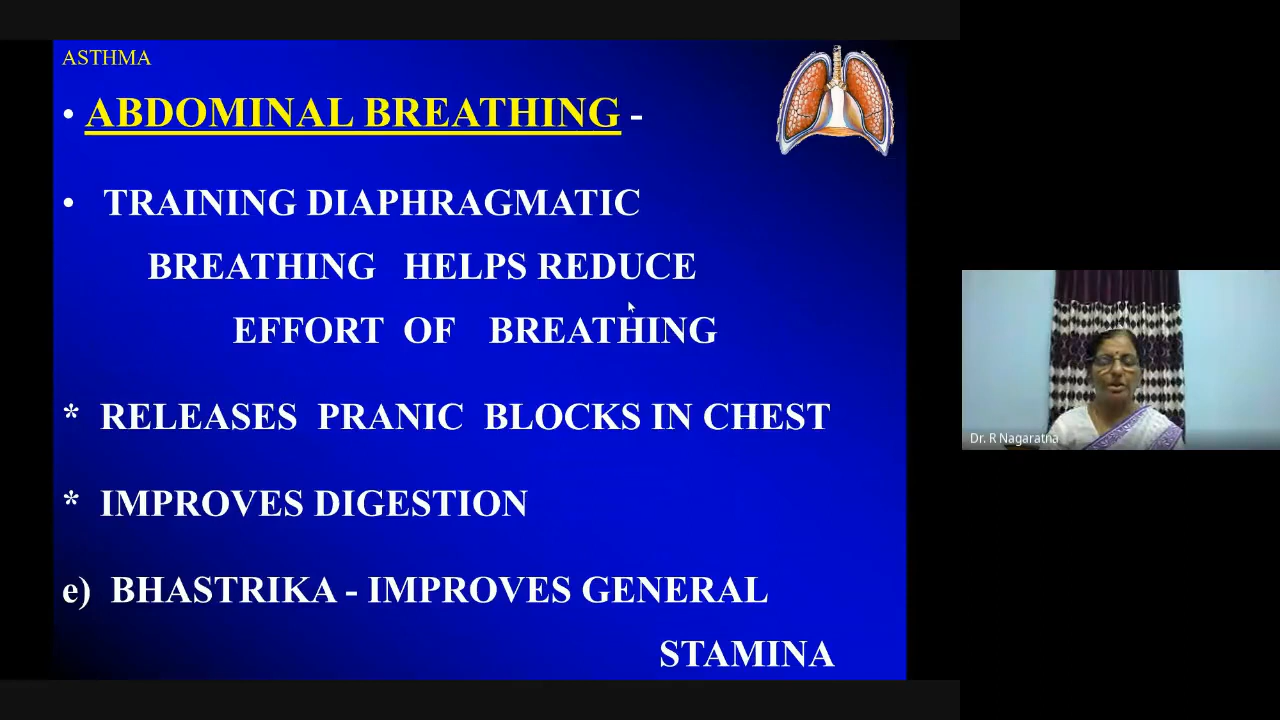 ASTHMA
• ABDOMINAL BREATHING -
• TRAINING DIAPHRAGMATIC
BREATHING HELPS REDUCE
EFFORT OF BREATHING
* RELEASES PRANIC BLOCKS IN CHEST
* IMPROVES DIGESTION
e) BHASTRIKA - IMPROVES GENERAL
STAMINA
Dr. R Nagaratna